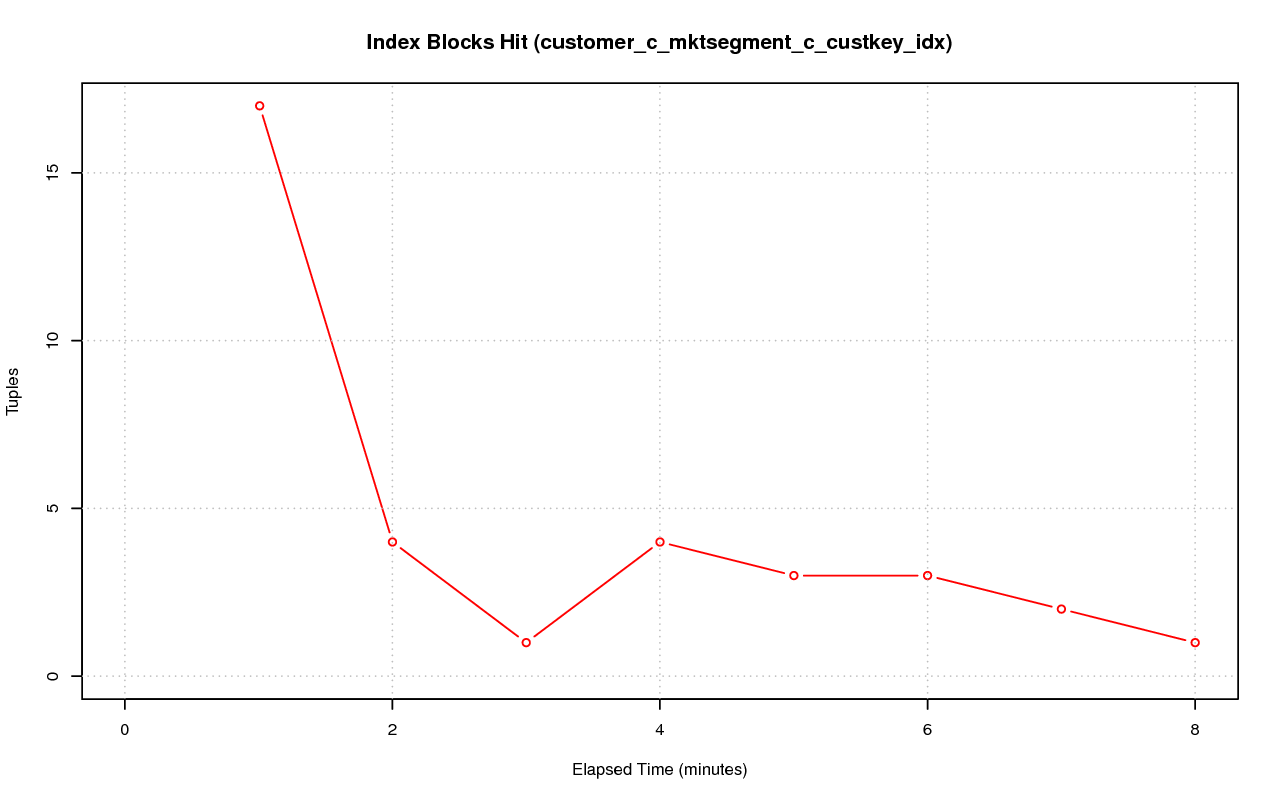 Index Blocks Hit (customer_c_mktsegment_c_custkey_idx)
Tuples
15
10
5
0
0 2 4 6 8
Elapsed Time (minutes)